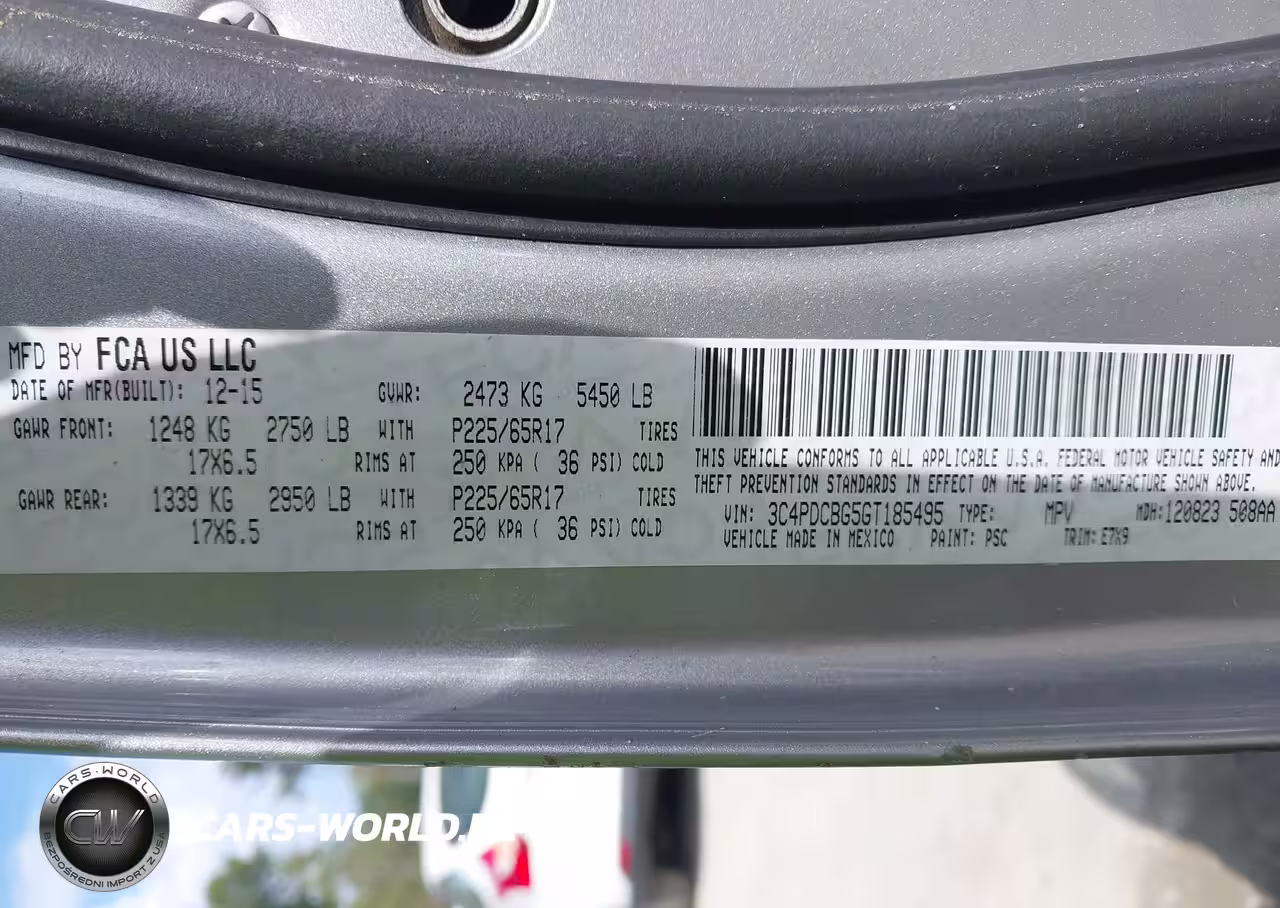 MFD BY FCA US LLC
DATE OF MFR(BUILT): 12-15 GVWR: 2473 KG 5450 LB
GAWR FRONT: 1248 KG 2750 LB WITH P225/65R17 TIRES
17X6.5 RIMS AT 250 KPA ( 36 PSI) COLD
GAWR REAR: 1339 KG 2950 LB WITH P225/65R17 TIRES
17X6.5 RIMS AT 250 KPA ( 36 PSI) COLD
THIS VEHICLE CONFORMS TO ALL APPLICABLE U.S.A. FEDERAL MOTOR VEHICLE SAFETY AND
THEFT PREVENTION STANDARDS IN EFFECT ON THE DATE OF MANUFACTURE SHOWN ABOVE.
VIN: 3C4PDCBG5GT185495 TYPE: MPV MDH:120823 508AA
VEHICLE MADE IN MEXICO PAINT: PSC TRIM: E7X9
CARS-WORLD
CW
BEZPOŚREDNI IMPORT Z USA
CARS-WORLD.